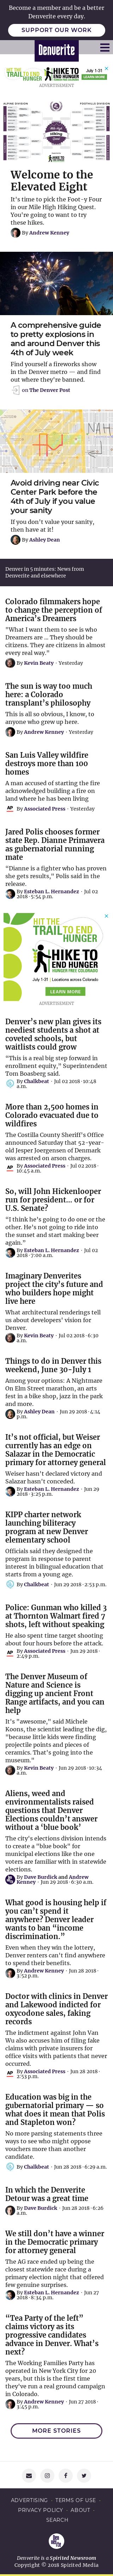 Become a member and be a better
Denverite every day.
SUPPORT OUR WORK
Denverite
HIT THE
TRAIL TO END
HIKE TO
END HUNGER
July 1-31
LEARN MORE
ADVERTISEMENT
Welcome to the
Elevated Eight
It's time to pick the Foot-y Food
in our Mile High Hiking Quest.
You're going to want try
these hikes.
By Andrew Kenney
A comprehensive guide
to pretty explosions in
and around Denver this
4th of July week
Find yourself a fireworks show
in the Denver metro — and find
out where they're banned.
on The Denver Post
Avoid driving near Civic
Center Park before the
4th of July if you value
your sanity
If you don't value your sanity,
then have at it!
By Ashley Dean
Denver in 5 minutes: News from
Denverite and elsewhere
Colorado filmmakers hope
to change the perception of
America's Dreamers
"What I want them to see is who
Dreamers are ... They should be
citizens. They are citizens in almost
every real way."
By Kevin Beaty · Yesterday
The sun is way too much
here: a Colorado
transplant's philosophy
This is all so obvious, I know, to
anyone who grew up here.
By Andrew Kenney · Yesterday
San Luis Valley wildfire
destroys more than 100
homes
A man accused of starting the fire
acknowledged building a fire on
land where he has been living
AP
By Associated Press · Yesterday
Jared Polis chooses former
state Rep. Dianne Primavera
as gubernatorial running
mate
"Dianne is a fighter who has proven
she gets results," Polis said in the
release.
By Esteban L. Hernandez · Jul 02
2018 · 5:54 p.m.
HIT THE
TRAIL TO END
HUNGER
HIKE TO
END HUNGER
FREE COLORADO
July 1-31 | Locations across Colorado
LEARN MORE
ADVERTISEMENT
Denver's new plan gives its
neediest students a shot at
coveted schools, but
waitlists could grow
"This is a real big step forward in
enrollment equity," Superintendent
Tom Boasberg said.
By Chalkbeat · Jul 02 2018 · 10:48
a.m.
More than 2,500 homes in
Colorado evacuated due to
wildfires
The Costilla County Sheriff's Office
announced Saturday that 52-year-old
Jesper Joergensen of Denmark
was arrested on arson charges.
AP
By Associated Press · Jul 02 2018 ·
10:45 a.m.
So, will John Hickenlooper
run for president... or for
U.S. Senate?
"I think he's going to do one or the
other. He's not going to ride into
the sunset and start making beer
again."
By Esteban L. Hernandez · Jul 02
2018 · 7:00 a.m.
Imaginary Denverites
project the city's future and
who builders hope might
live here
What architectural renderings tell
us about developers' vision for
Denver.
By Kevin Beaty · Jul 02 2018 · 6:30
a.m.
Things to do in Denver this
weekend, June 30-July 1
Among your options: A Nightmare
On Elm Street marathon, an arts
fest in a bike shop, jazz in the park
and more.
By Ashley Dean · Jun 29 2018 · 4:14
p.m.
It's not official, but Weiser
currently has an edge on
Salazar in the Democratic
primary for attorney general
Weiser hasn't declared victory and
Salazar hasn't conceded.
By Esteban L. Hernandez · Jun 29
2018 · 3:25 p.m.
KIPP charter network
launching biliteracy
program at new Denver
elementary school
Officials said they designed the
program in response to parent
interest in bilingual education that
starts from a young age.
By Chalkbeat · Jun 29 2018 · 2:53 p.m.
Police: Gunman who killed 3
at Thornton Walmart fired 7
shots, left without speaking
He also spent time target shooting
about four hours before the attack.
AP
By Associated Press · Jun 29 2018 ·
2:49 p.m.
The Denver Museum of
Nature and Science is
digging up ancient Front
Range artifacts, and you can
help
It's "awesome," said Michele
Koons, the scientist leading the dig,
"because little kids were finding
projectile points and pieces of
ceramics. That's going into the
museum."
By Kevin Beaty · Jun 29 2018 · 10:34
a.m.
Aliens, weed and
environmentalists raised
questions that Denver
Elections couldn't answer
without a 'blue book'
The city's elections division intends
to create a "blue book" for
municipal elections like the one
voters are familiar with in statewide
elections.
By Dave Burdick and Andrew
Kenney · Jun 29 2018 · 6:30 a.m.
What good is housing help if
you can't spend it
anywhere? Denver leader
wants to ban "income
discrimination."
Even when they win the lottery,
Denver renters can't find anywhere
to spend their vouchers.
By Andrew Kenney · Jun 28 2018 ·
3:52 p.m.
Doctor with clinics in Denver
and Lakewood indicted for
oxycodone sales, faking
records
The indictment against John Van
Wu also accuses him of filing fake
claims with private insurers for
office visits with patients that never
occurred.
AP
By Associated Press · Jun 28 2018 ·
2:53 p.m.
Education was big in the
gubernatorial primary — so
what does it mean that Polis
and Stapleton won?
No more pouring statements three
ways to see who might oppose
vouchers more than another
candidate.
By Chalkbeat · Jun 28 2018 · 6:29 a.m.
In which the Denverite
Detour was a great time
By Dave Burdick · Jun 28 2018 · 6:26
a.m.
We still don't have a winner
in the Democratic primary
for attorney general
The AG race ended up being the
closest statewide race during a
primary election night that offered
few genuine surprises.
By Esteban L. Hernandez · Jun 27
2018 · 8:34 p.m.
"Tea Party of the left"
claims victory as its
progressive candidates
advance in Denver. What's
next?
The Working Families Party has
operated in New York City for 20
years, but this is the first time
they've run a real global campaign
in Colorado.
By Andrew Kenney · Jun 27 2018 ·
3:45 p.m.
MORE STORIES
ADVERTISING · TERMS OF USE ·
PRIVACY POLICY · ABOUT ·
SEARCH
Denverite is a Spirited Newsroom
Copyright © 2018 Spirited Media